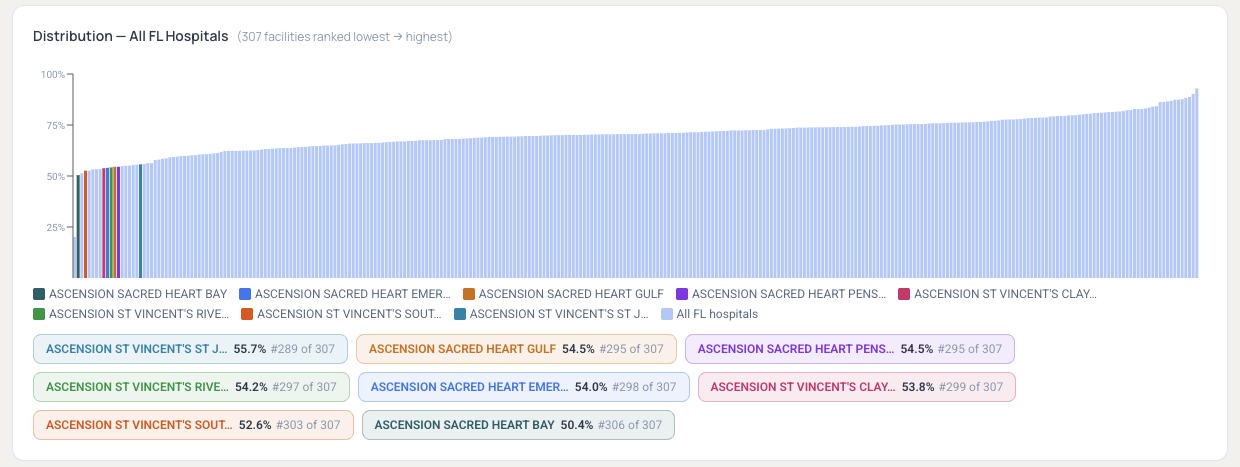 Distribution — All FL Hospitals (307 facilities ranked lowest → highest)
100%
75%
50%
25%
ASCENSION SACRED HEART BAY ASCENSION SACRED HEART EMER... ASCENSION SACRED HEART GULF ASCENSION SACRED HEART PENS... ASCENSION ST VINCENT'S CLAY...
ASCENSION ST VINCENT'S RIVE... ASCENSION ST VINCENT'S SOUT... ASCENSION ST VINCENT'S ST J... All FL hospitals
ASCENSION ST VINCENT'S ST J... 55.7% #289 of 307 ASCENSION SACRED HEART GULF 54.5% #295 of 307 ASCENSION SACRED HEART PENS... 54.5% #295 of 307
ASCENSION ST VINCENT'S RIVE... 54.2% #297 of 307 ASCENSION SACRED HEART EMER... 54.0% #298 of 307 ASCENSION ST VINCENT'S CLAY... 53.8% #299 of 307
ASCENSION ST VINCENT'S SOUT... 52.6% #303 of 307 ASCENSION SACRED HEART BAY 50.4% #306 of 307